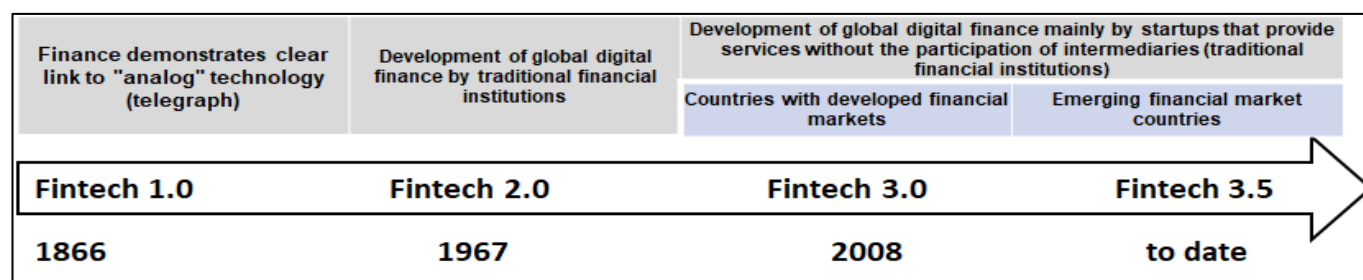 Finance demonstrates clear
link to "analog" technology
(telegraph)
Development of global digital
finance by traditional financial
institutions
Development of global digital finance mainly by startups that provide
services without the participation of intermediaries (traditional
financial institutions)
Countries with developed financial
markets
Emerging financial market
countries
Fintech 1.0
Fintech 2.0
Fintech 3.0
Fintech 3.5
1866
1967
2008
to date